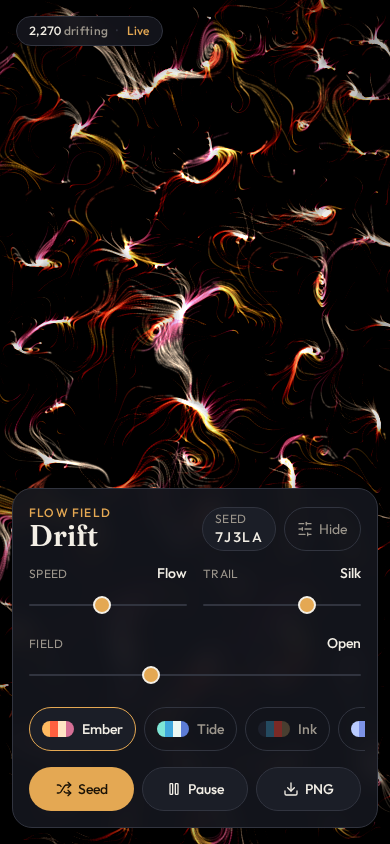 2,270 drifting · Live
FLOW FIELD
Drift
SEED
7J3LA
Hide
SPEED Flow
TRAIL Silk
FIELD Open
Ember Tide Ink
Seed Pause PNG